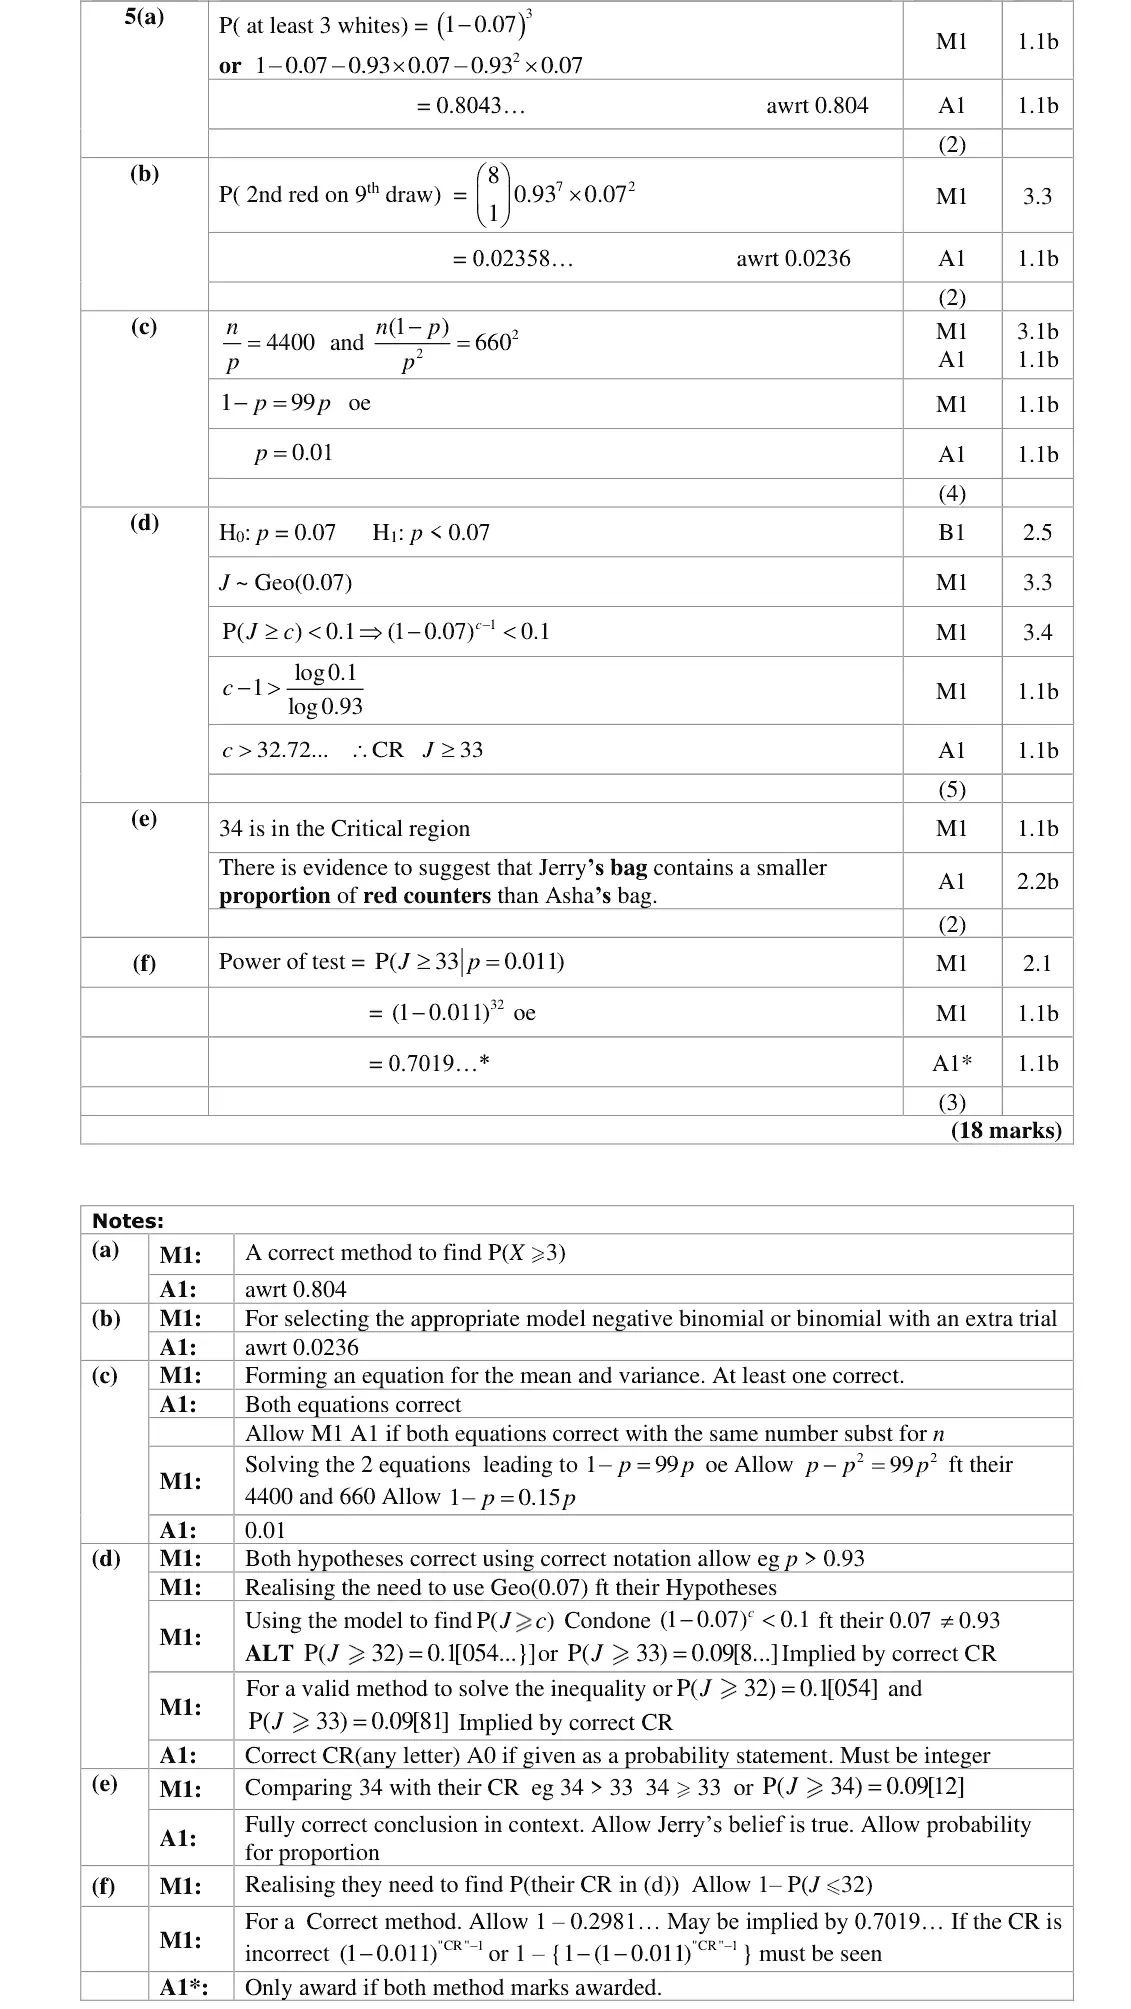 5(a) P( at least 3 whites) = (1−0.07)³ M1 1.1b
or 1−0.07−0.93×0.07−0.93²×0.07
= 0.8043… awrt 0.804 A1 1.1b
(2)
(b) P( 2nd red on 9th draw) = (8 1) 0.93⁷ × 0.07² M1 3.3
= 0.02358… awrt 0.0236 A1 1.1b
(2)
(c) n/p = 4400 and n(1−p)/p² = 660² M1 3.1b
A1 1.1b
1−p = 99p oe M1 1.1b
p = 0.01 A1 1.1b
(4)
(d) H₀: p = 0.07 H₁: p < 0.07 B1 2.5
J ~ Geo(0.07) M1 3.3
P(J ≥ c) < 0.1 ⇒ (1−0.07)ᶜ⁻¹ < 0.1 M1 3.4
c −1 > log0.1/log0.93 M1 1.1b
c > 32.72... ∴CR J ≥ 33 A1 1.1b
(5)
(e) 34 is in the Critical region M1 1.1b
There is evidence to suggest that Jerry's bag contains a smaller
proportion of red counters than Asha's bag. A1 2.2b
(2)
(f) Power of test = P(J ≥ 33|p = 0.011) M1 2.1
= (1−0.011)³² oe M1 1.1b
= 0.7019…* A1* 1.1b
(3)
(18 marks)
Notes:
(a) M1: A correct method to find P(X ⩾3)
A1: awrt 0.804
(b) M1: For selecting the appropriate model negative binomial or binomial with an extra trial
A1: awrt 0.0236
(c) M1: Forming an equation for the mean and variance. At least one correct.
A1: Both equations correct
Allow M1 A1 if both equations correct with the same number subst for n
M1: Solving the 2 equations leading to 1−p = 99p oe Allow p − p² = 99p² ft their
4400 and 660 Allow 1−p = 0.15p
A1: 0.01
(d) M1: Both hypotheses correct using correct notation allow eg p > 0.93
M1: Realising the need to use Geo(0.07) ft their Hypotheses
M1: Using the model to find P(J⩾c) Condone (1−0.07)ᶜ < 0.1 ft their 0.07 ≠ 0.93
ALT P(J ⩾ 32) = 0.1[054...}] or P(J ⩾ 33) = 0.09[8...] Implied by correct CR
M1: For a valid method to solve the inequality or P(J ⩾ 32) = 0.1[054] and
P(J ⩾ 33) = 0.09[81] Implied by correct CR
A1: Correct CR(any letter) A0 if given as a probability statement. Must be integer
(e) M1: Comparing 34 with their CR eg 34 > 33 34 ⩾ 33 or P(J ⩾ 34) = 0.09[12]
A1: Fully correct conclusion in context. Allow Jerry's belief is true. Allow probability
for proportion
(f) M1: Realising they need to find P(their CR in (d)) Allow 1– P(J ⩽32)
M1: For a Correct method. Allow 1 – 0.2981… May be implied by 0.7019… If the CR is
incorrect (1−0.011)^"CR"−1 or 1 – { 1−(1−0.011)^"CR"−1 } must be seen
A1*: Only award if both method marks awarded.